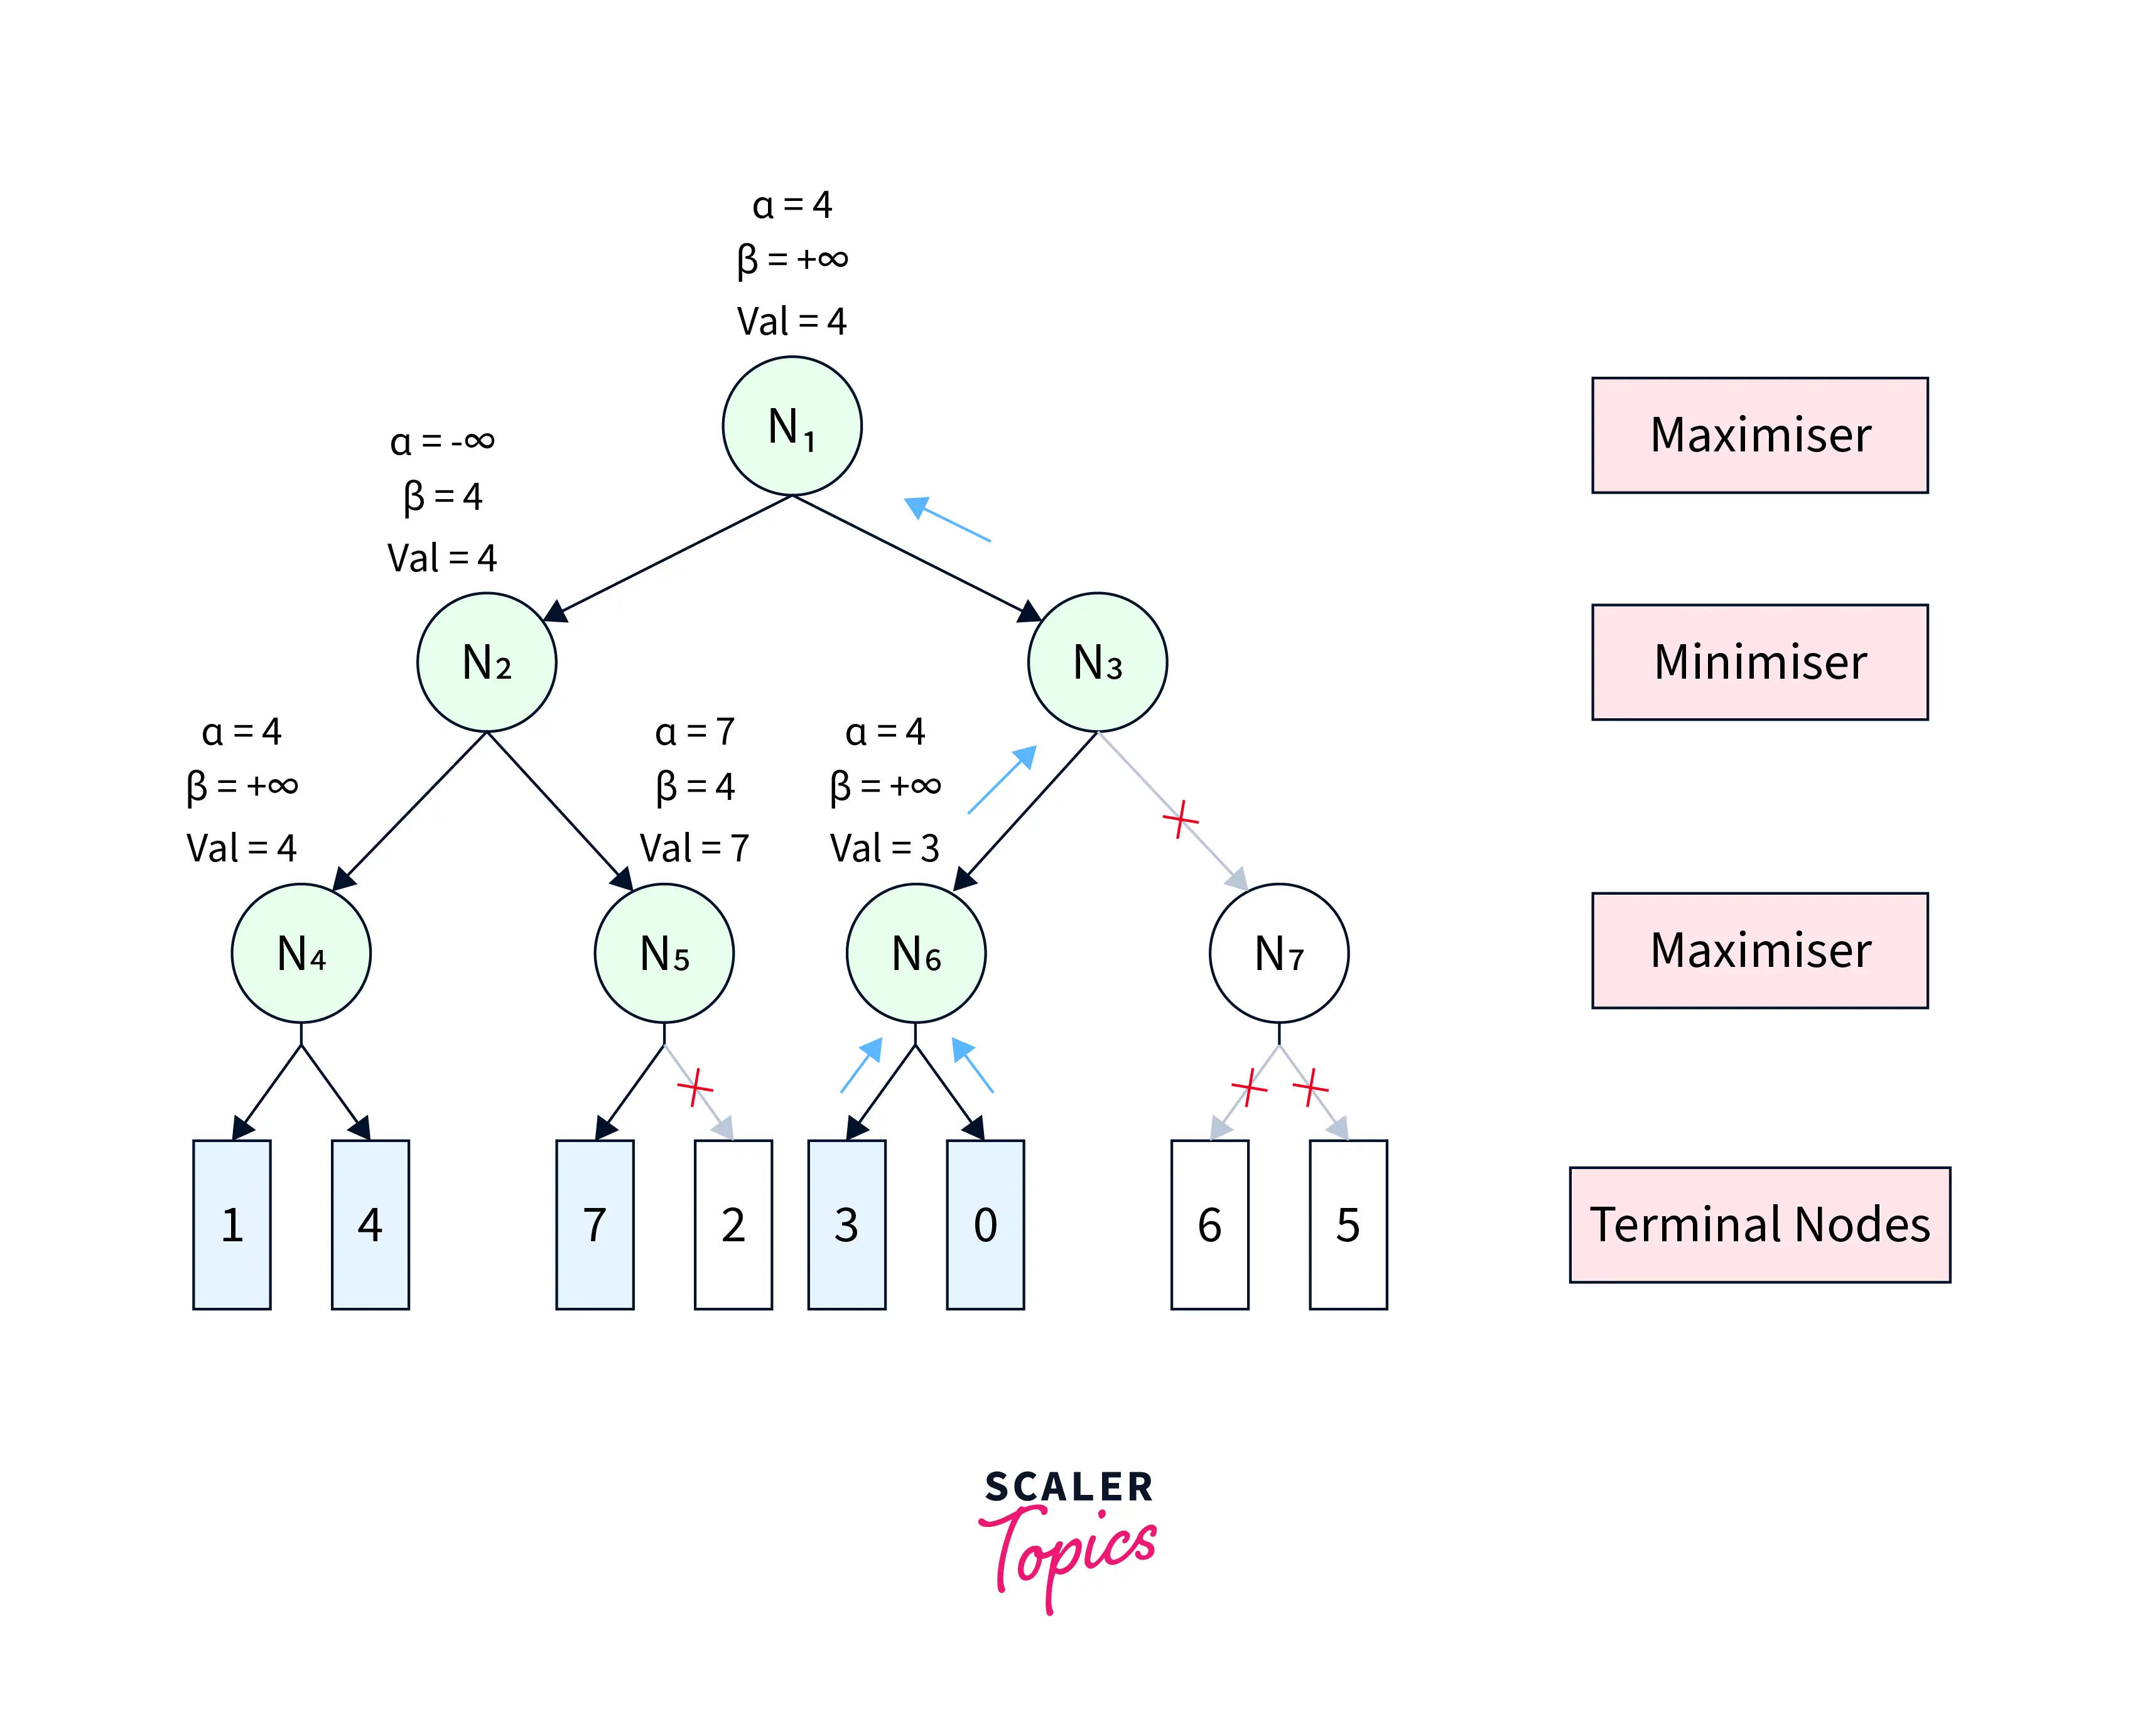 α = 4
β = +∞
Val = 4
N₁
Maximiser
α = -∞
β = 4
Val = 4
N₂
N₃
Minimiser
α = 4
β = +∞
Val = 4
α = 7
β = 4
Val = 7
α = 4
β = +∞
Val = 3
N₄
N₅
N₆
N₇
Maximiser
1 4 7 2 3 0 6 5
Terminal Nodes
SCALER
Topics